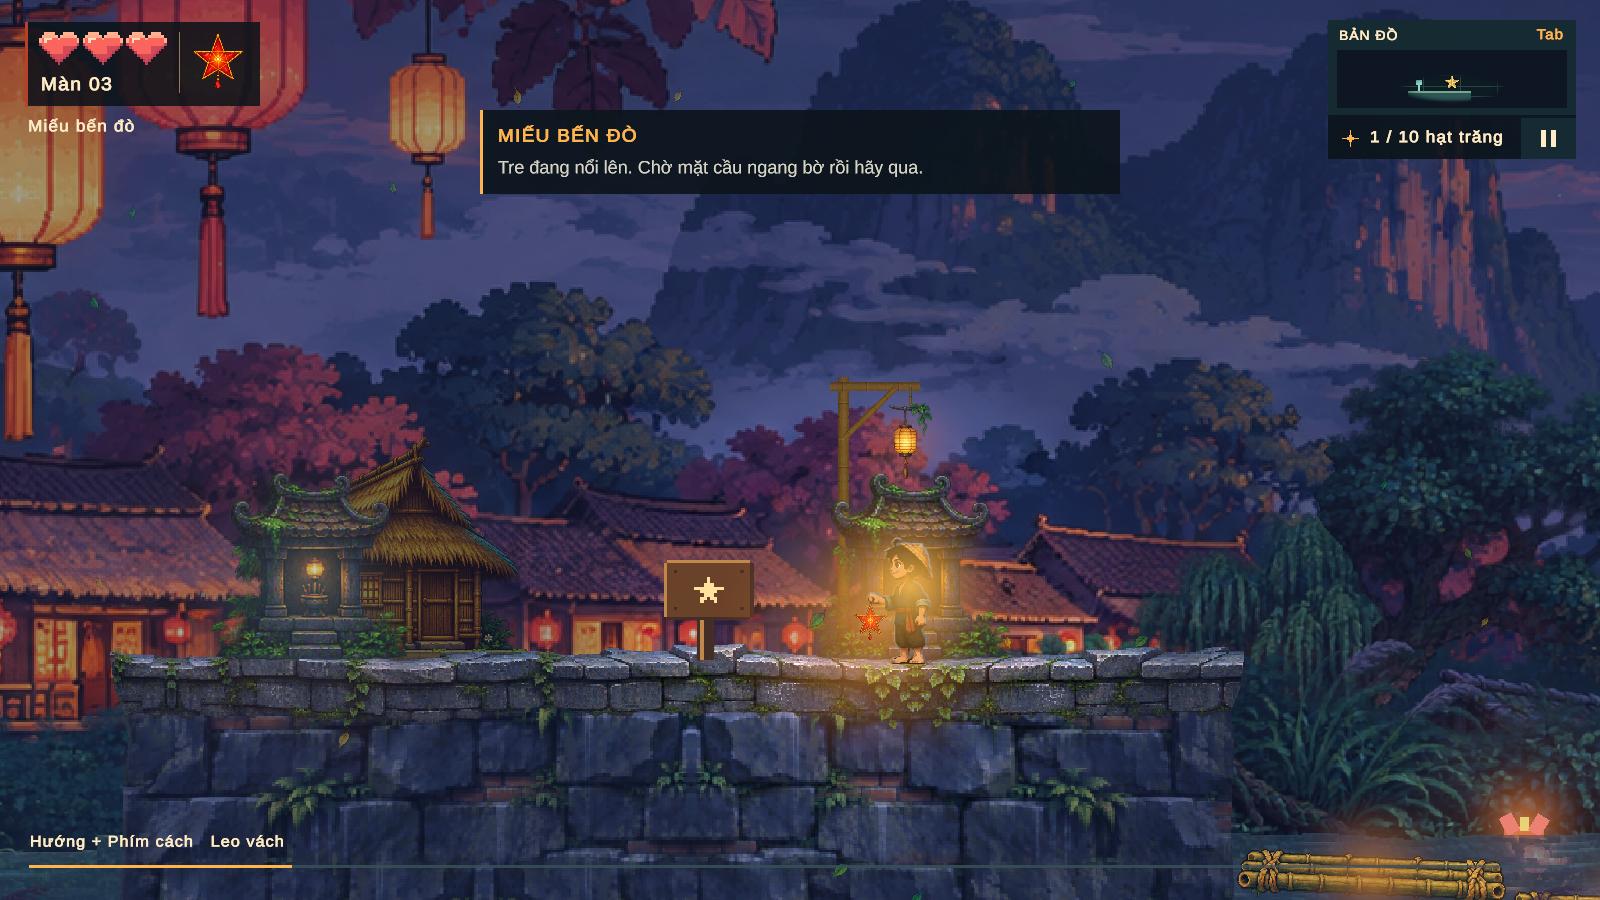 Màn 03
Miếu bến đò
MIẾU BẾN ĐÒ
Tre đang nổi lên. Chờ mặt cầu ngang bờ rồi hãy qua.
BẢN ĐỒ Tab
1 / 10 hạt trăng
Hướng + Phím cách Leo vách